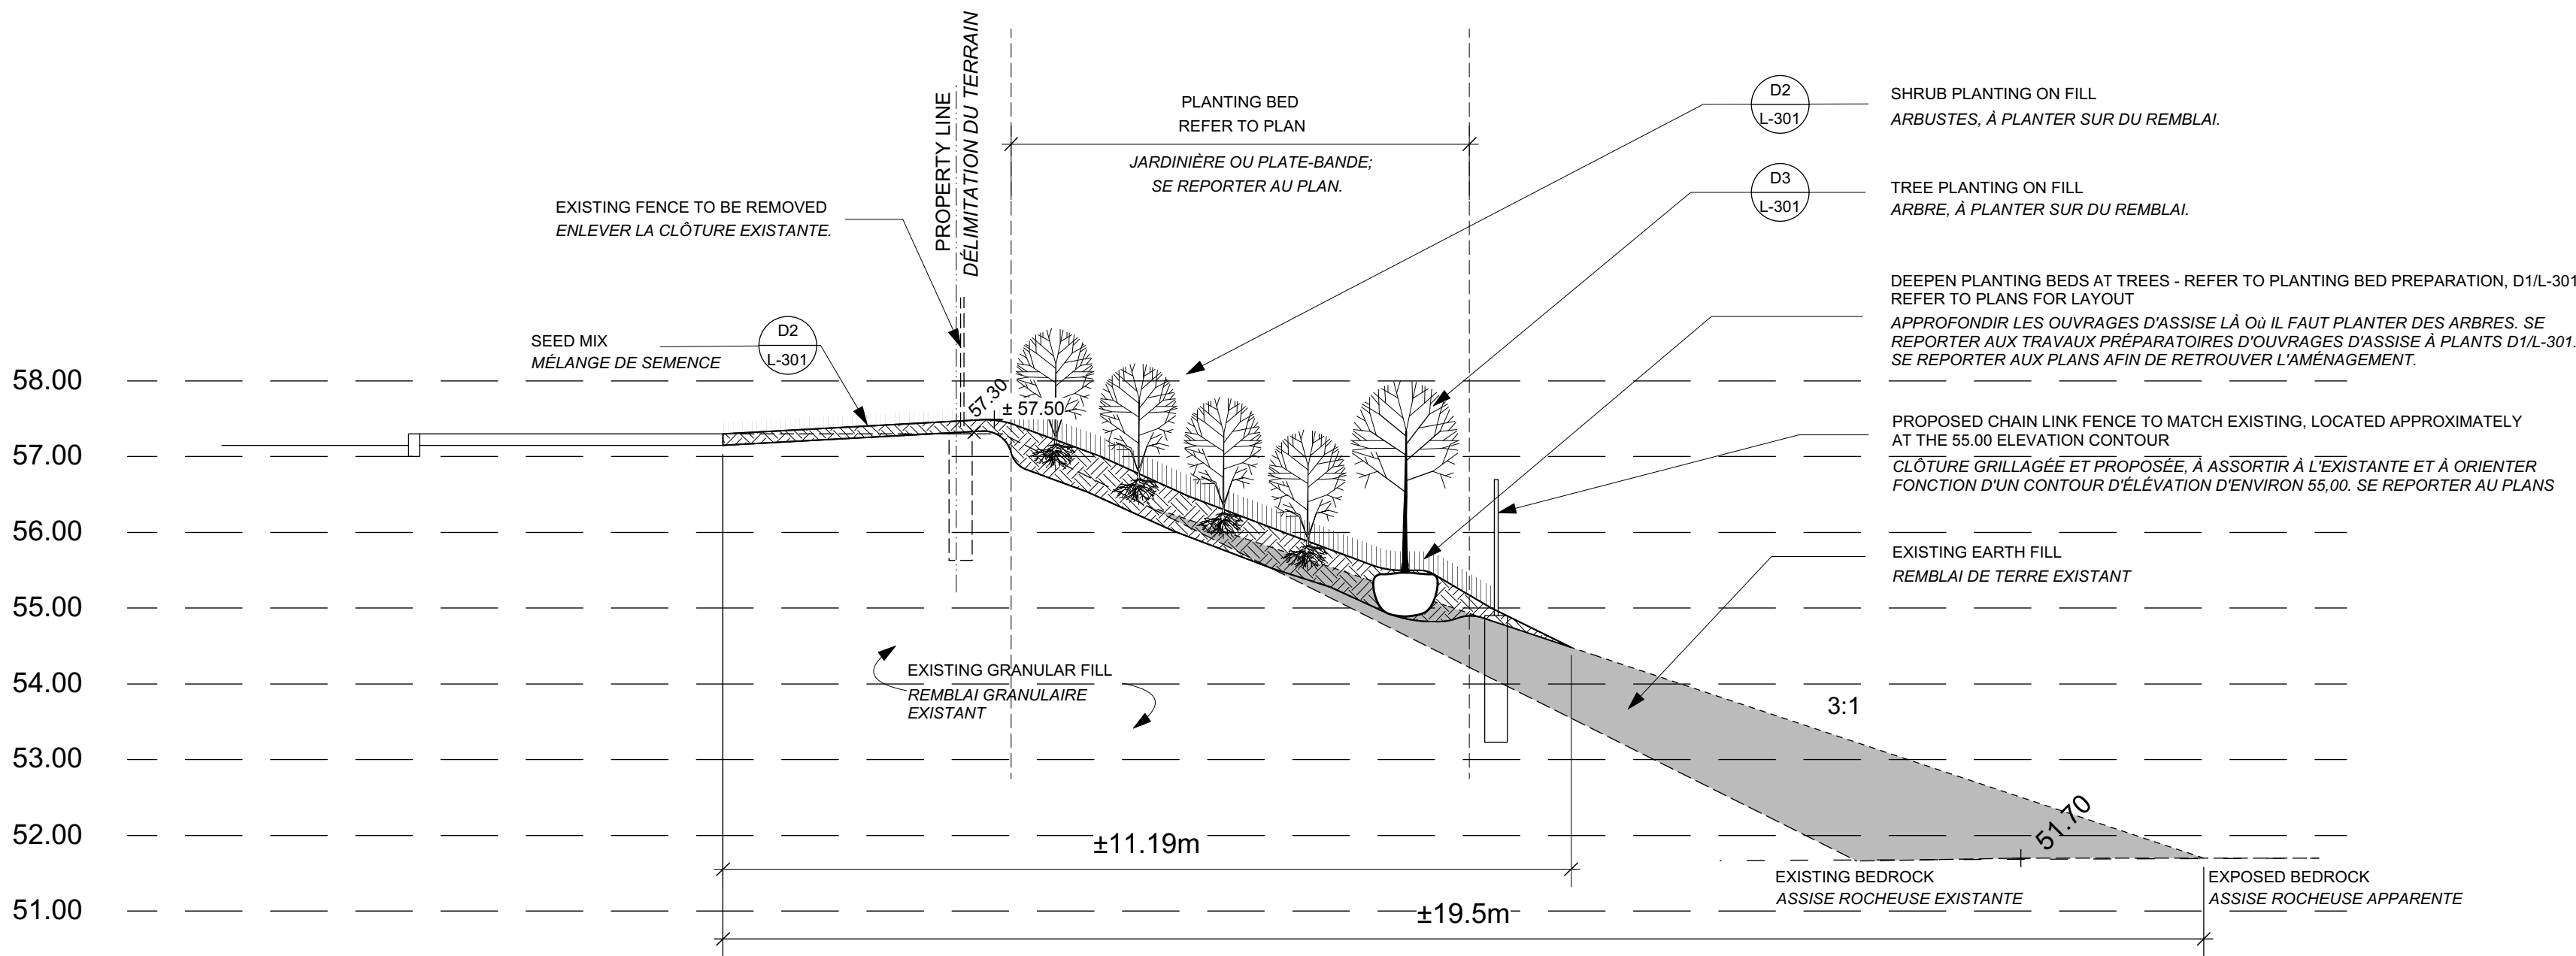 PROPERTY LINE
DÉLIMITATION DU TERRAIN
PLANTING BED
REFER TO PLAN
JARDINIÈRE OU PLATE-BANDE;
SE REPORTER AU PLAN.
D2
L-301
SHRUB PLANTING ON FILL
ARBUSTES, À PLANTER SUR DU REMBLAI.
D3
L-301
TREE PLANTING ON FILL
ARBRE, À PLANTER SUR DU REMBLAI.
EXISTING FENCE TO BE REMOVED
ENLEVER LA CLÔTURE EXISTANTE.
DEEPEN PLANTING BEDS AT TREES - REFER TO PLANTING BED PREPARATION, D1/L-301
REFER TO PLANS FOR LAYOUT
APPROFONDIR LES OUVRAGES D'ASSISE LÀ Où IL FAUT PLANTER DES ARBRES. SE
REPORTER AUX TRAVAUX PRÉPARATOIRES D'OUVRAGES D'ASSISE À PLANTS D1/L-301.
SE REPORTER AUX PLANS AFIN DE RETROUVER L'AMÉNAGEMENT.
SEED MIX
MÉLANGE DE SEMENCE
D2
L-301
57.30
± 57.50
PROPOSED CHAIN LINK FENCE TO MATCH EXISTING, LOCATED APPROXIMATELY
AT THE 55.00 ELEVATION CONTOUR
CLÔTURE GRILLAGÉE ET PROPOSÉE, À ASSORTIR À L'EXISTANTE ET À ORIENTER
FONCTION D'UN CONTOUR D'ÉLÉVATION D'ENVIRON 55,00. SE REPORTER AU PLANS
EXISTING EARTH FILL
REMBLAI DE TERRE EXISTANT
EXISTING GRANULAR FILL
REMBLAI GRANULAIRE
EXISTANT
3:1
51.70
±11.19m
±19.5m
EXISTING BEDROCK
ASSISE ROCHEUSE EXISTANTE
EXPOSED BEDROCK
ASSISE ROCHEUSE APPARENTE
58.00
57.00
56.00
55.00
54.00
53.00
52.00
51.00